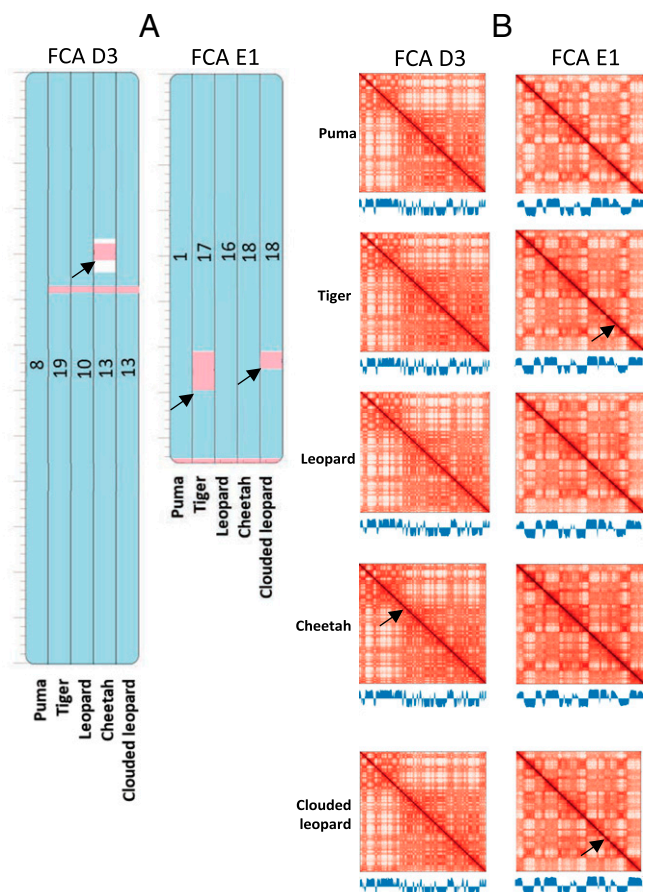 A
B
FCA D3
FCA E1
FCA D3
FCA E1
8
19
10
13
13
1
17
16
18
18
Puma
Tiger
Leopard
Cheetah
Clouded leopard
Puma
Tiger
Leopard
Cheetah
Clouded leopard
Puma
Tiger
Leopard
Cheetah
Clouded
leopard